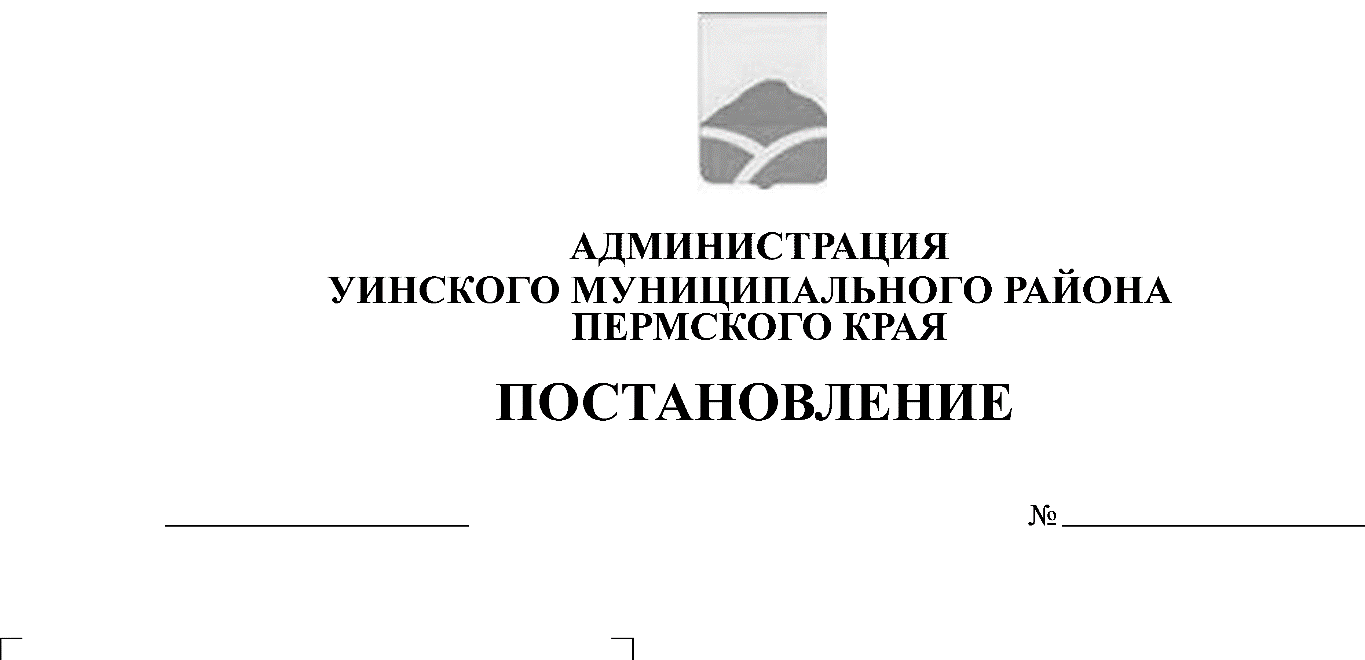 АДМИНИСТРАЦИЯ
УИНСКОГО МУНИЦИПАЛЬНОГО РАЙОНА
ПЕРМСКОГО КРАЯ
ПОСТАНОВЛЕНИЕ
№